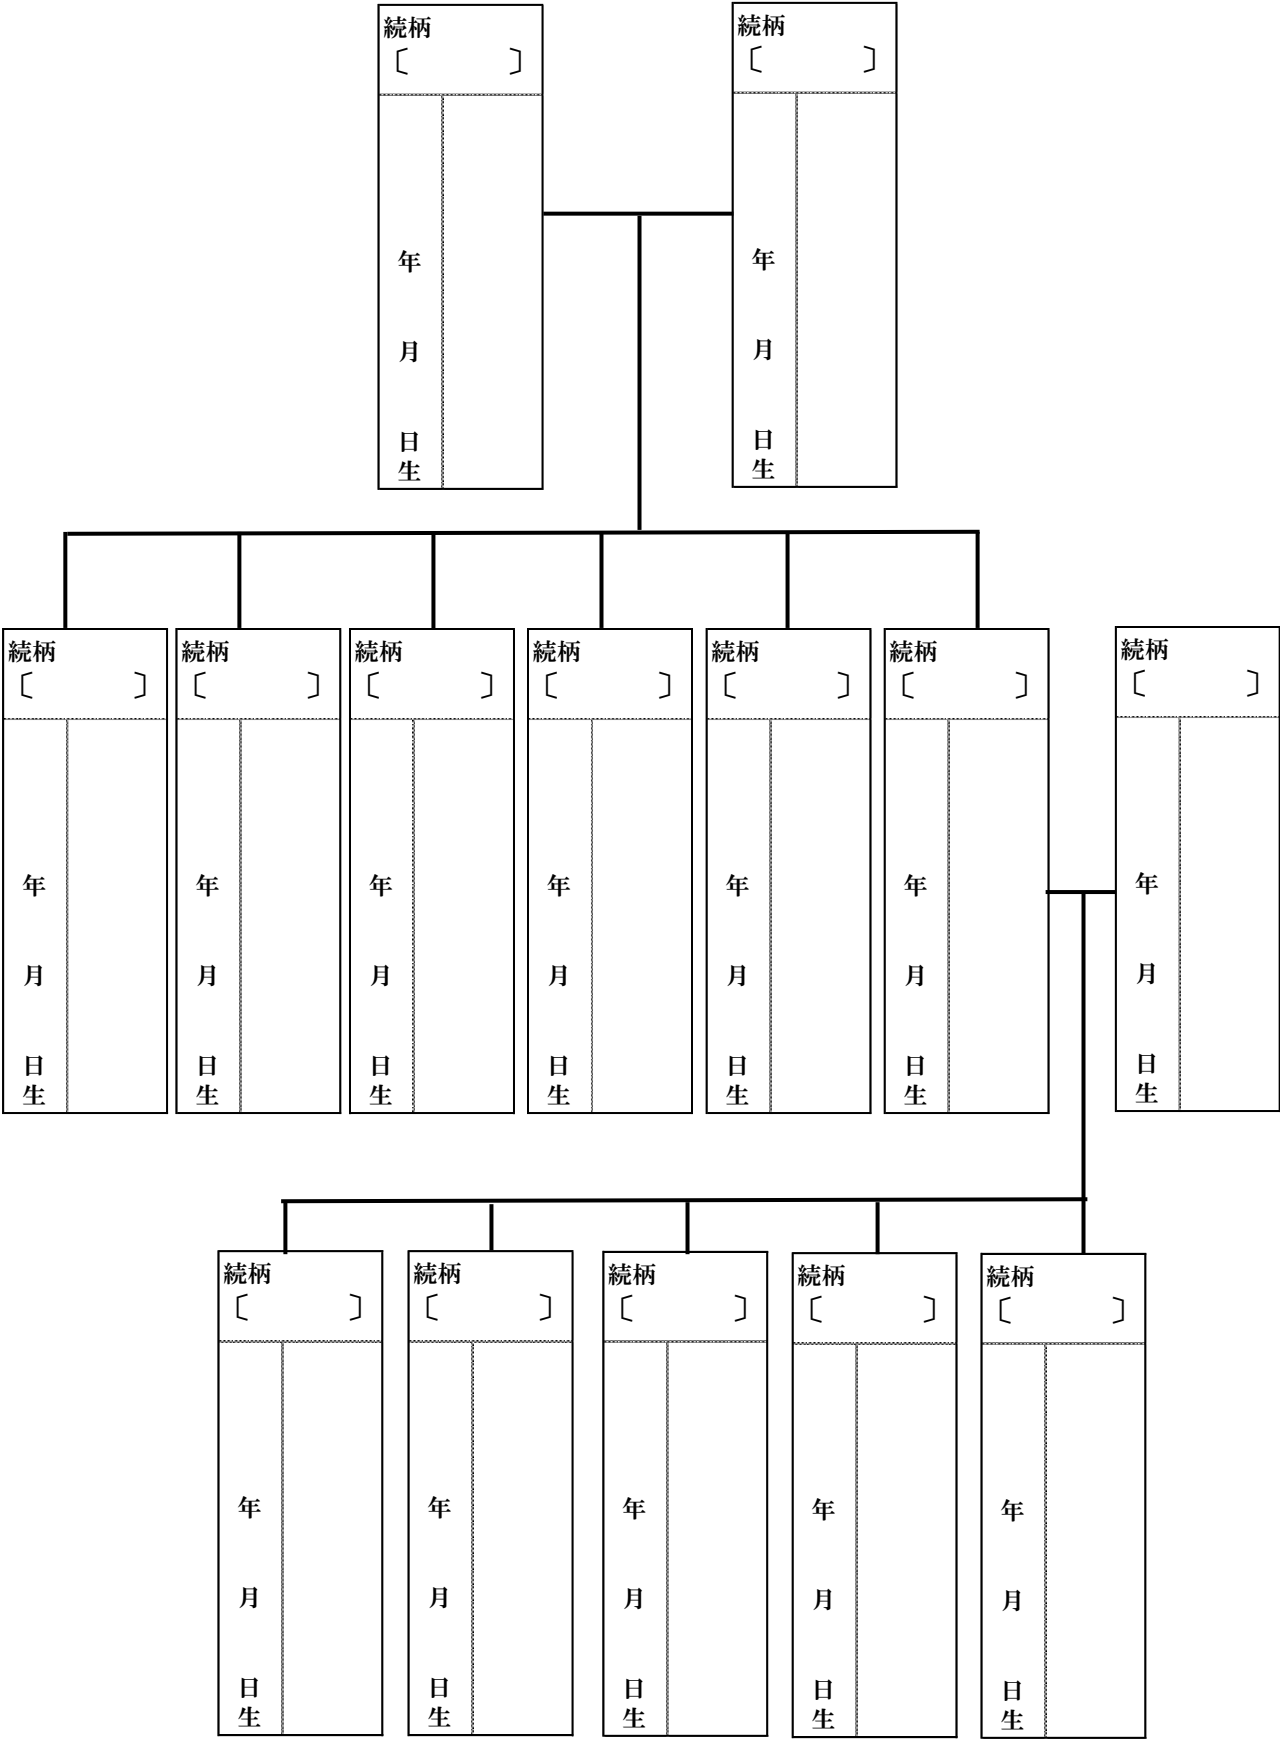 続柄
〔 〕
年 月 日生
続柄
〔 〕
年 月 日生
続柄
〔 〕
年 月 日生
続柄
〔 〕
年 月 日生
続柄
〔 〕
年 月 日生
続柄
〔 〕
年 月 日生
続柄
〔 〕
年 月 日生
続柄
〔 〕
年 月 日生
続柄
〔 〕
年 月 日生
続柄
〔 〕
年 月 日生
続柄
〔 〕
年 月 日生
続柄
〔 〕
年 月 日生
続柄
〔 〕
年 月 日生
続柄
〔 〕
年 月 日生